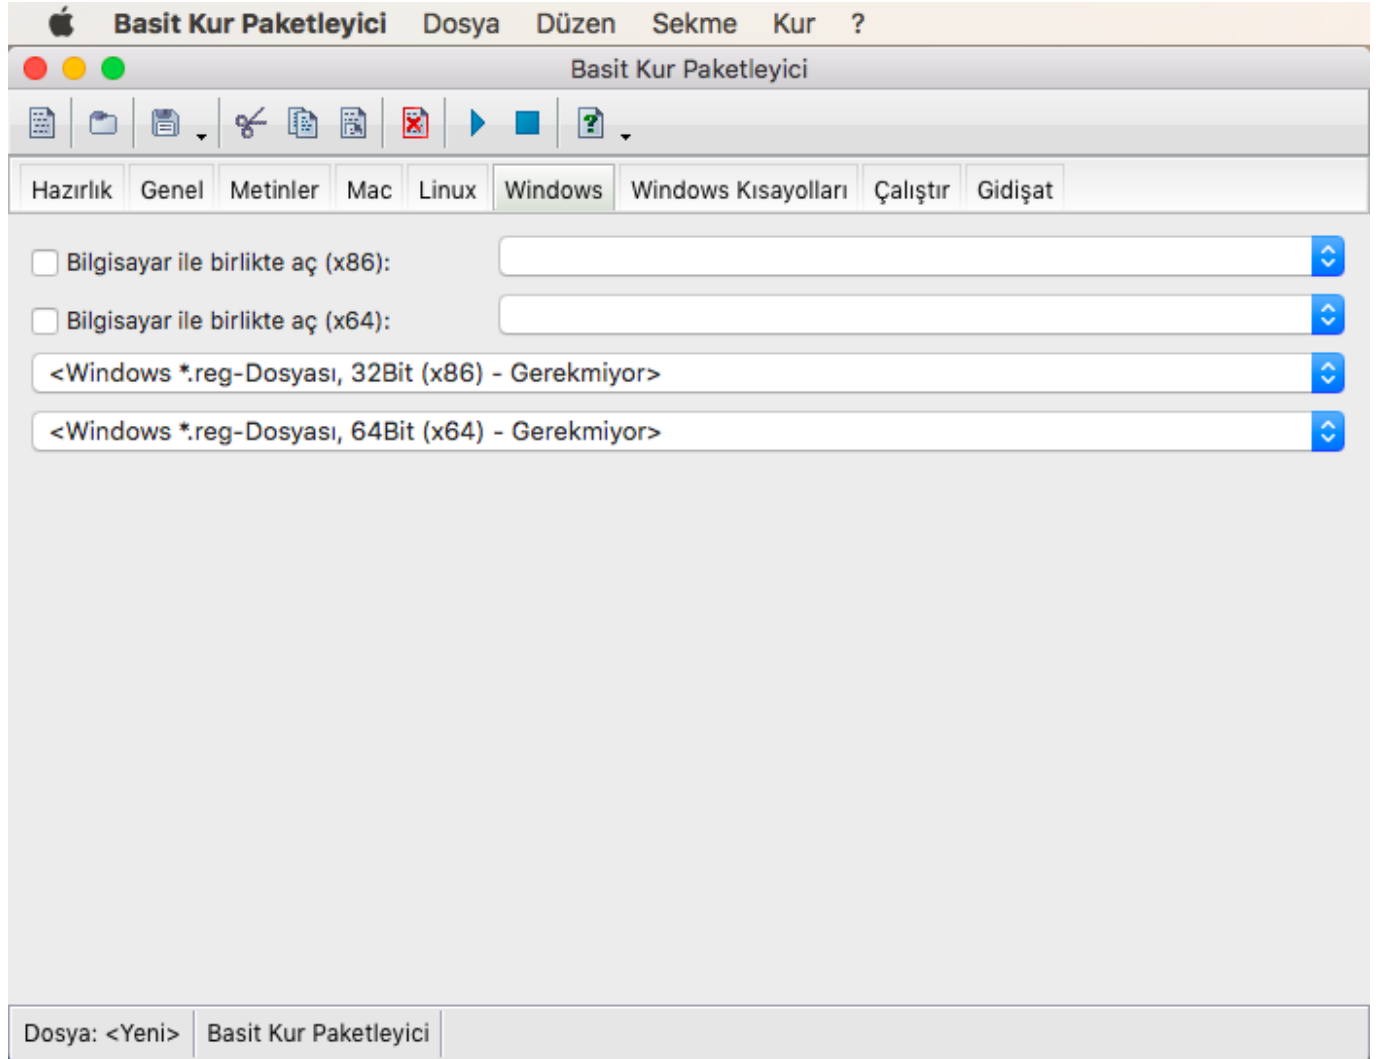 Basit Kur Paketleyici Dosya Düzen Sekme Kur ?
Basit Kur Paketleyici
Hazırlık Genel Metinler Mac Linux Windows Windows Kısayolları Çalıştır Gidişat
Bilgisayar ile birlikte aç (x86):
Bilgisayar ile birlikte aç (x64):
<Windows *.reg-Dosyası, 32Bit (x86) - Gerekmiyor>
<Windows *.reg-Dosyası, 64Bit (x64) - Gerekmiyor>
Dosya: <Yeni> Basit Kur Paketleyici